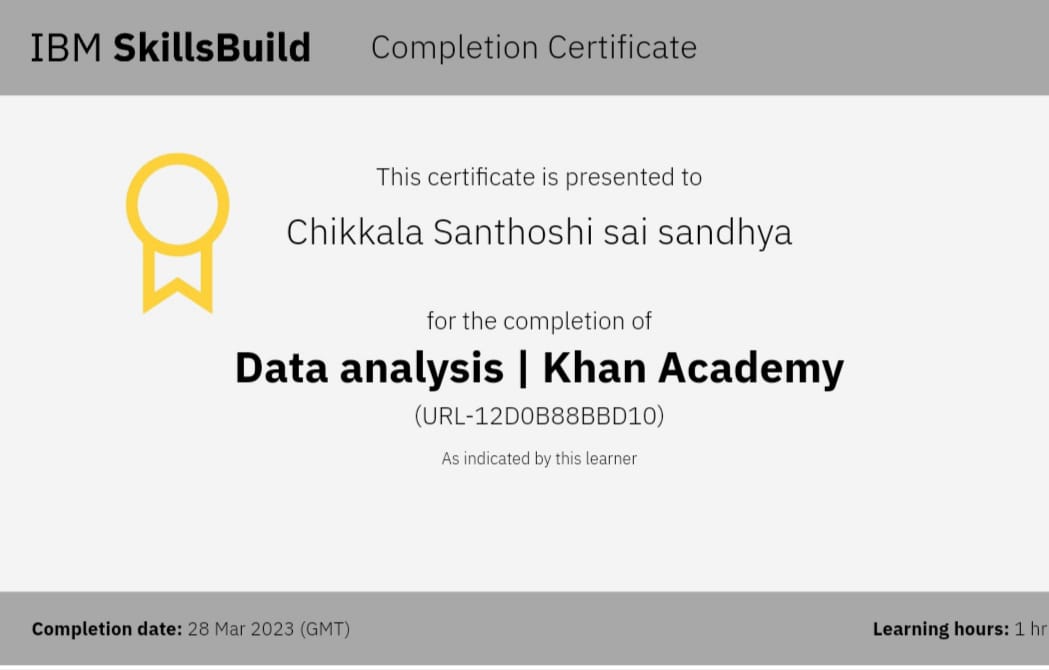 IBM SkillsBuild Completion Certificate
This certificate is presented to
Chikkala Santhoshi sai sandhya
for the completion of
Data analysis | Khan Academy
(URL-12D0B88BBD10)
As indicated by this learner
Completion date: 28 Mar 2023 (GMT) Learning hours: 1 hr